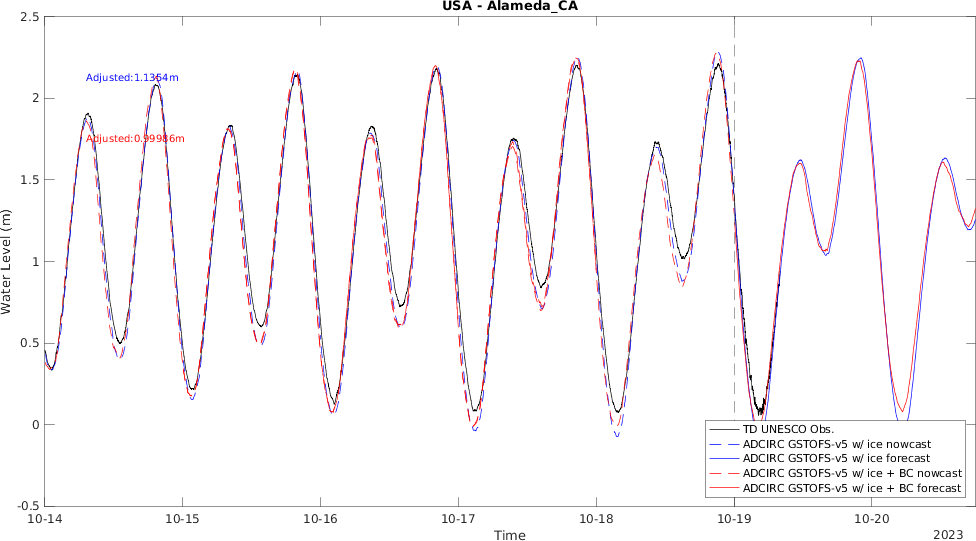 USA - Alameda_CA
2.5
2
1.5
1
0.5
0
-0.5
Water Level (m)
Adjusted:1.1354m
Adjusted:0.99986m
TD UNESCO Obs.
ADCIRC GSTOFS-v5 w/ ice nowcast
ADCIRC GSTOFS-v5 w/ ice forecast
ADCIRC GSTOFS-v5 w/ ice + BC nowcast
ADCIRC GSTOFS-v5 w/ ice + BC forecast
10-14 10-15 10-16 10-17 10-18 10-19 10-20
Time
2023